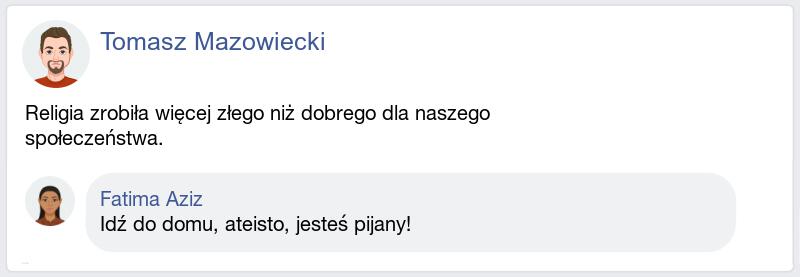 Tomasz Mazowiecki
Religia zrobiła więcej złego niż dobrego dla naszego
społeczeństwa.
Fatima Aziz
Idź do domu, ateisto, jesteś pijany!